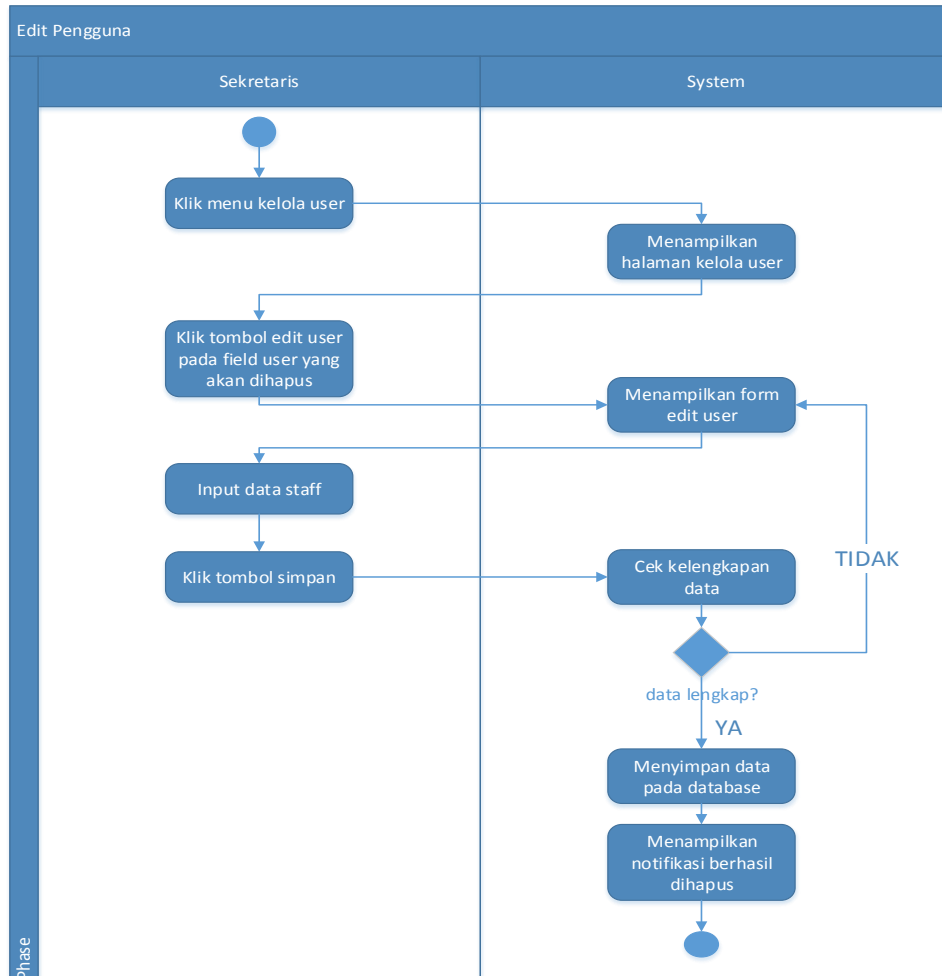 Edit Pengguna
Sekretaris
System
Klik menu kelola user
Menampilkan
halaman kelola user
Klik tombol edit user
pada field user yang
akan dihapus
Menampilkan form
edit user
Input data staff
Klik tombol simpan
Cek kelengkapan
data
TIDAK
data lengkap?
YA
Menyimpan data
pada database
Menampilkan
notifikasi berhasil
dihapus
Phase